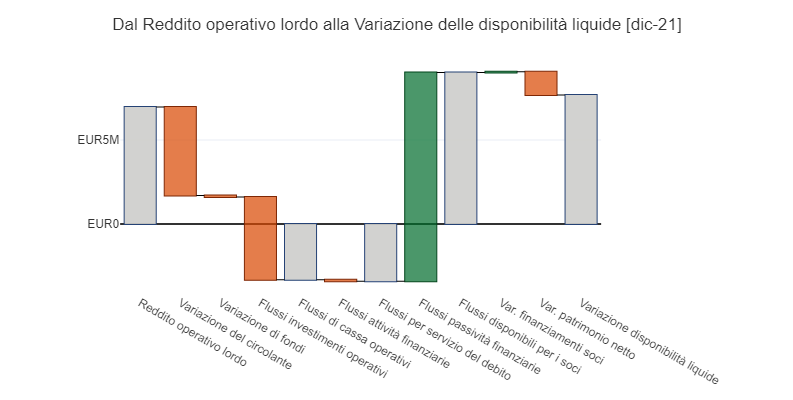 Dal Reddito operativo lordo alla Variazione delle disponibilità liquide [dic-21]
EUR5M
EUR0
Reddito operativo lordo
Variazione del circolante
Variazione di fondi
Flussi investimenti operativi
Flussi di cassa operativi
Flussi attività finanziarie
Flussi per servizio del debito
Flussi passività finanziarie
Flussi disponibili per i soci
Var. finanziamenti soci
Var. patrimonio netto
Variazione disponibilità liquide